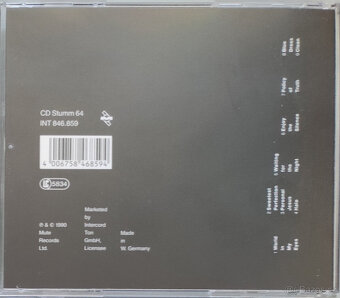 CD Stumm 64
INT 846.859
4 006758 468594
LC 5834
Marketed
by
Intercord
Ton
GmbH,
Licensee
℗ & © 1990
Mute
Records
Ltd.
Made
in
W. Germany
1 World
in
My
Eyes
2 Sweetest
Perfection
3 Personal
Jesus
4 Halo
5 Waiting
for
the
Night
6 Enjoy
the
Silence
7 Policy
of
Truth
8 Blue
Dress
9 Clean